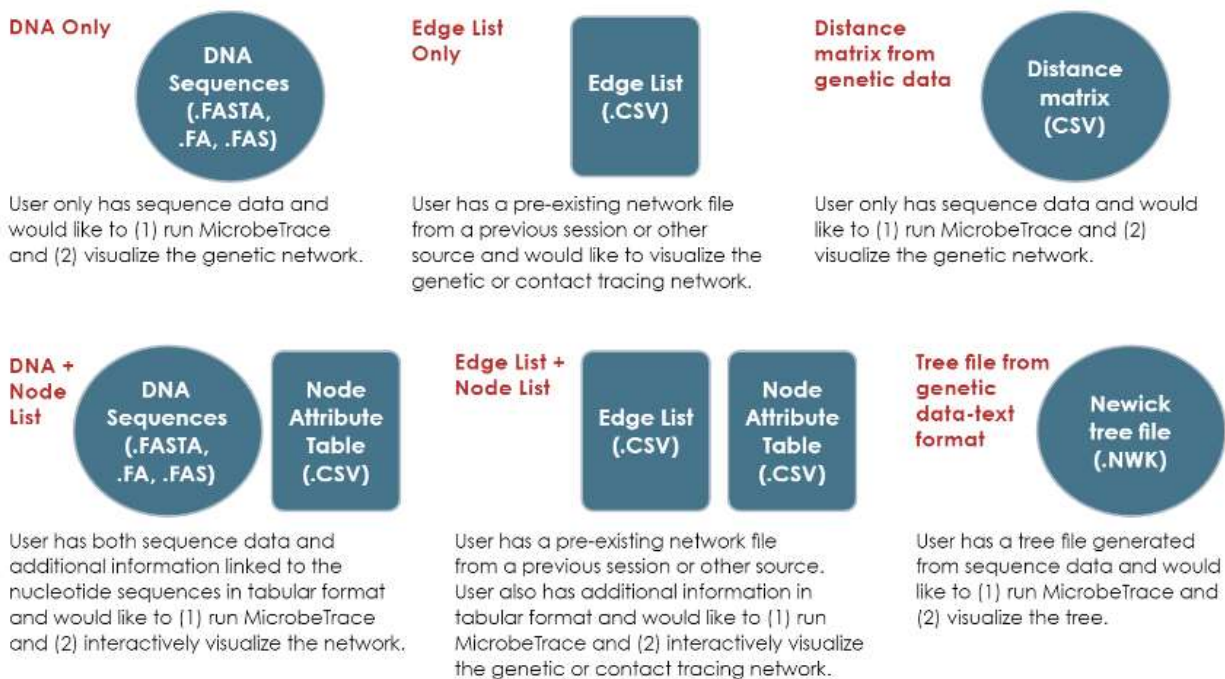 DNA Only
DNA
Sequences
(.FASTA,
.FA, .FAS)
User only has sequence data and
would like to (1) run MicrobeTrace
and (2) visualize the genetic network.
Edge List
Only
Edge List
(.CSV)
User has a pre-existing network file
from a previous session or other
source and would like to visualize the
genetic or contact tracing network.
Distance
matrix from
genetic data
Distance
matrix
(CSV)
User only has sequence data and would
like to (1) run MicrobeTrace and (2)
visualize the genetic network.
DNA +
Node
List
DNA
Sequences
(.FASTA,
.FA, .FAS)
Node
Attribute
Table
(.CSV)
User has both sequence data and
additional information linked to the
nucleotide sequences in tabular format
and would like to (1) run MicrobeTrace
and (2) interactively visualize the network.
Edge List +
Node List
Edge List
(.CSV)
Node
Attribute
Table
(.CSV)
User has a pre-existing network file
from a previous session or other source.
User also has additional information in
tabular format and would like to (1) run
MicrobeTrace and (2) interactively visualize
the genetic or contact tracing network.
Tree file from
genetic
data-text
format
Newick
tree file
(.NWK)
User has a tree file generated
from sequence data and would
like to (1) run MicrobeTrace and
(2) visualize the tree.